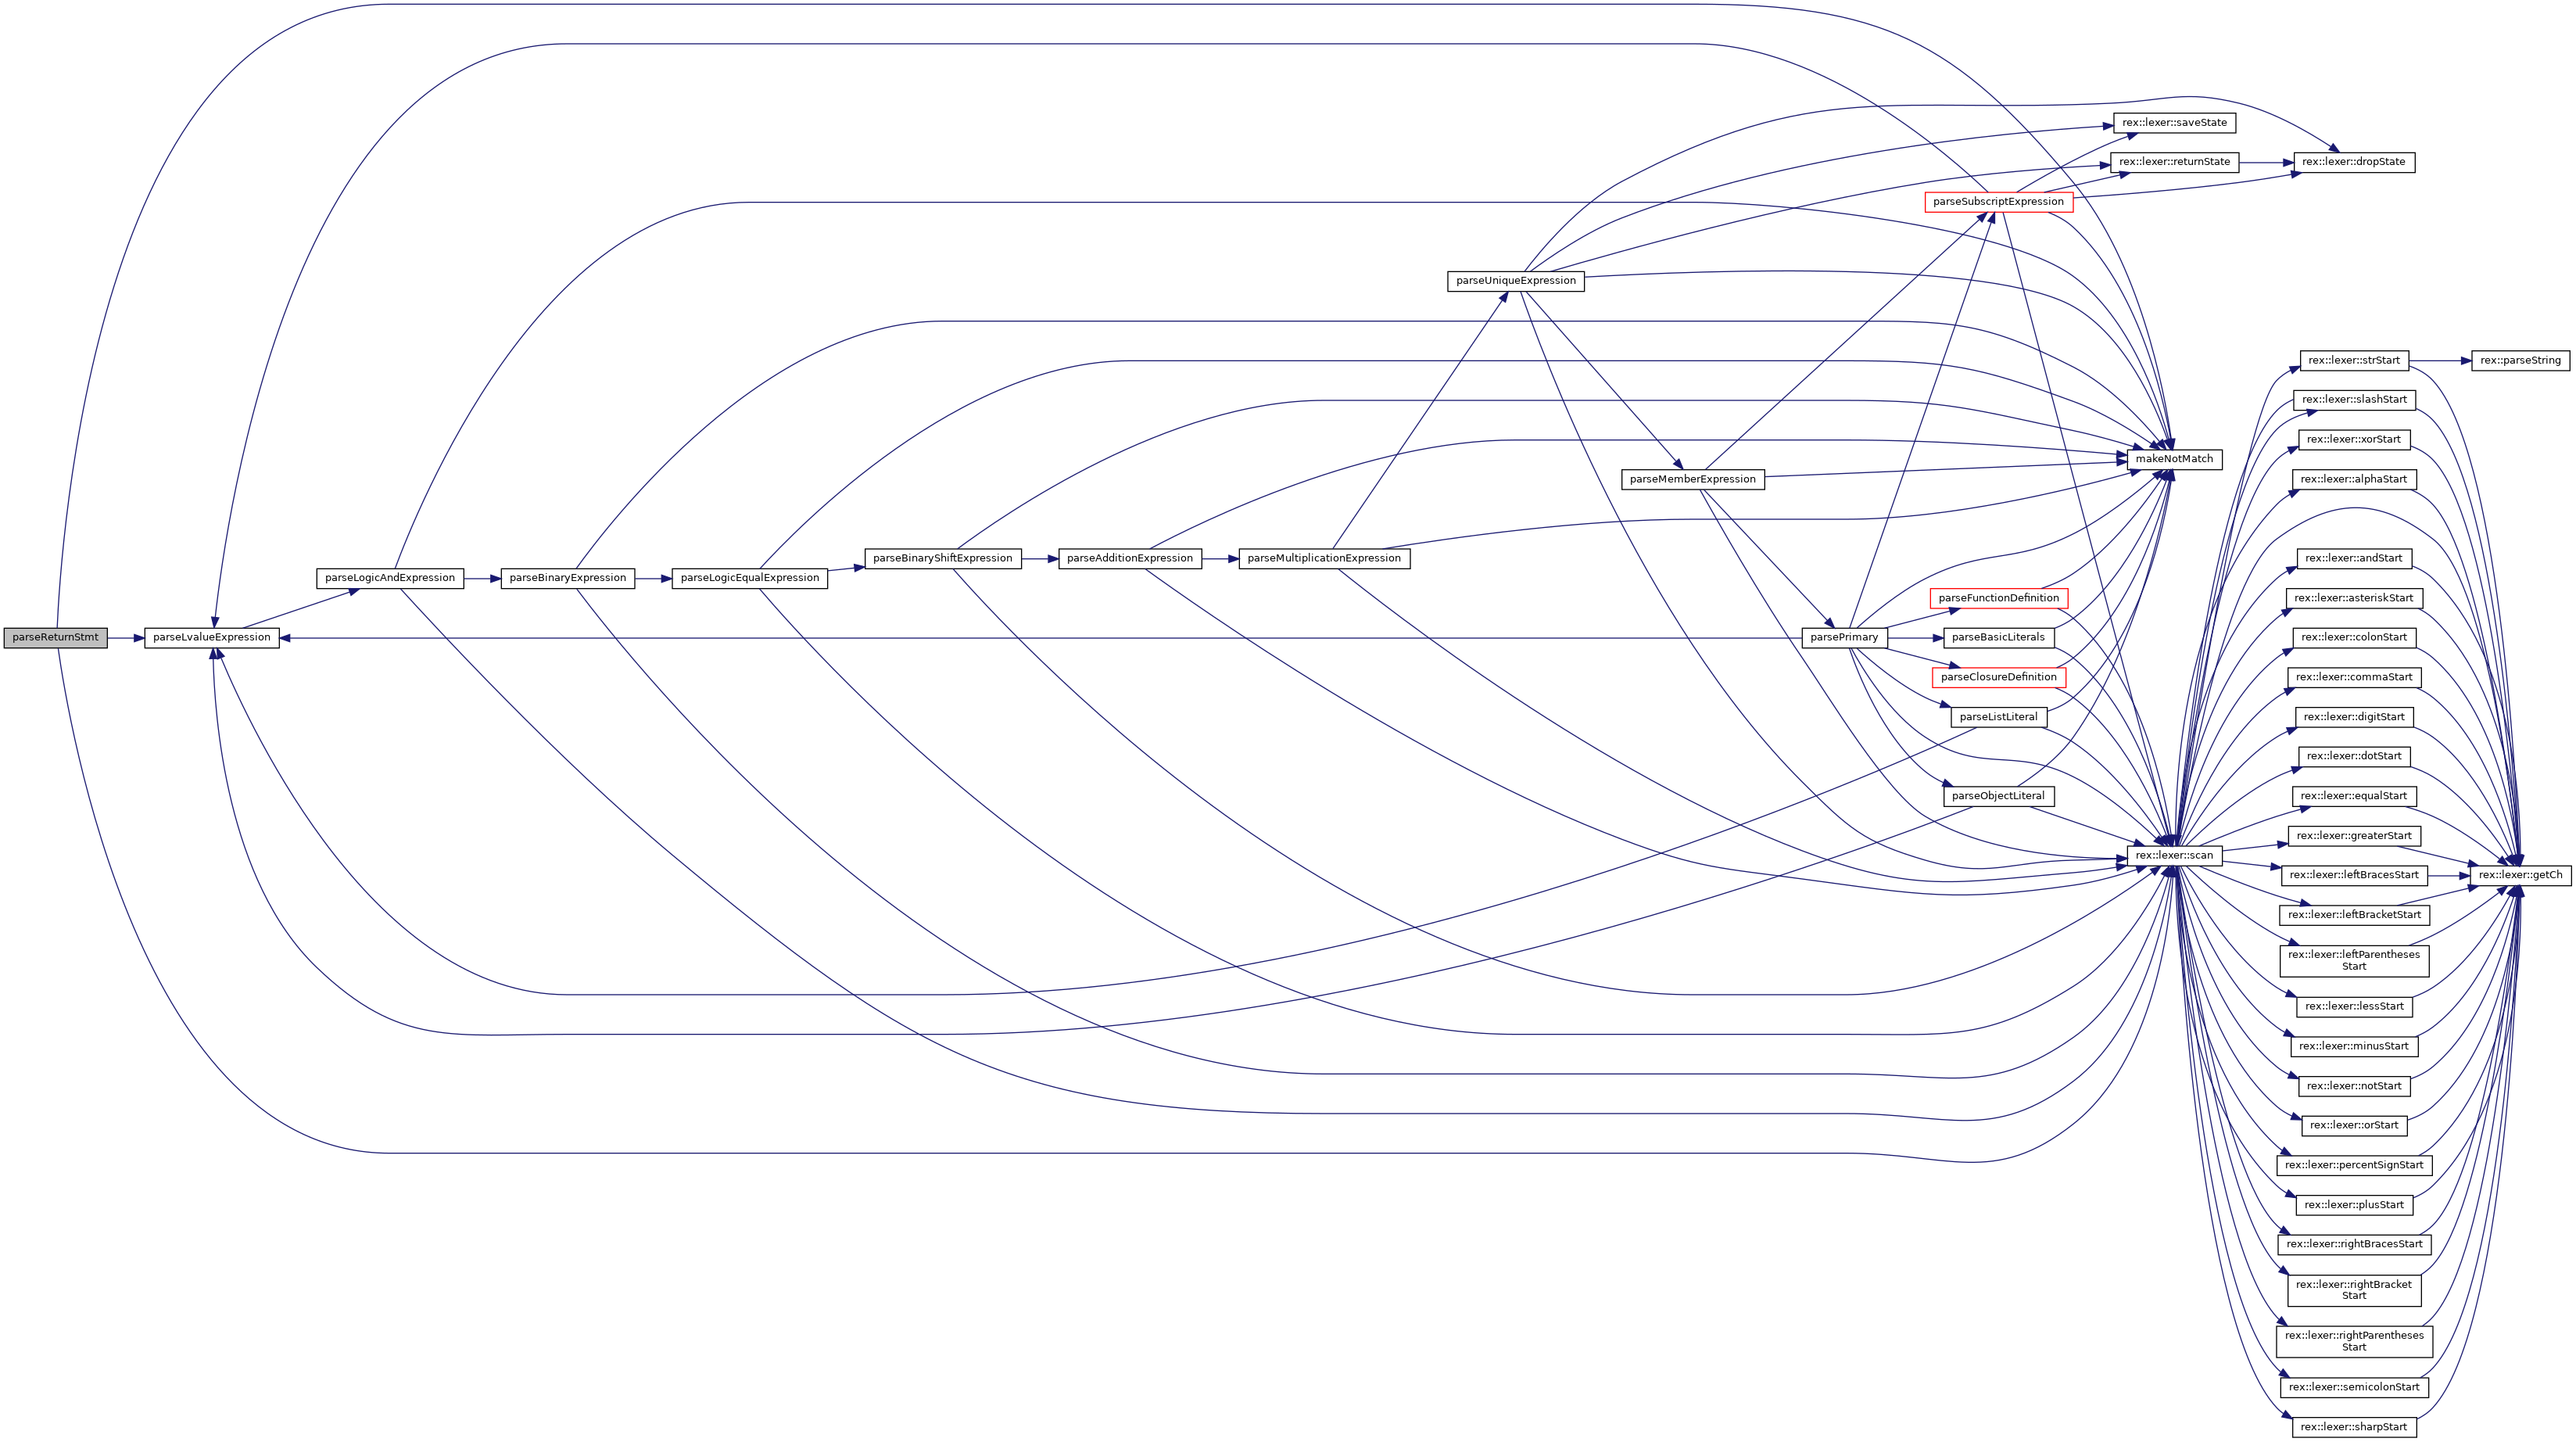 rex::lexer::saveState
rex::lexer::returnState
rex::lexer::dropState
parseSubscriptExpression
parseUniqueExpression
rex::lexer::strStart
rex::parseString
rex::lexer::slashStart
rex::lexer::xorStart
makeNotMatch
parseMemberExpression
rex::lexer::alphaStart
parseBinaryShiftExpression
parseAdditionExpression
parseMultiplicationExpression
rex::lexer::andStart
parseLogicAndExpression
parseBinaryExpression
parseLogicEqualExpression
parseFunctionDefinition
rex::lexer::asteriskStart
parseReturnStmt
parseLvalueExpression
parsePrimary
parseBasicLiterals
rex::lexer::colonStart
parseClosureDefinition
rex::lexer::commaStart
parseListLiteral
rex::lexer::digitStart
rex::lexer::dotStart
parseObjectLiteral
rex::lexer::equalStart
rex::lexer::greaterStart
rex::lexer::scan
rex::lexer::leftBracesStart
rex::lexer::getCh
rex::lexer::leftBracketStart
rex::lexer::leftParentheses
Start
rex::lexer::lessStart
rex::lexer::minusStart
rex::lexer::notStart
rex::lexer::orStart
rex::lexer::percentSignStart
rex::lexer::plusStart
rex::lexer::rightBracesStart
rex::lexer::rightBracket
Start
rex::lexer::rightParentheses
Start
rex::lexer::semicolonStart
rex::lexer::sharpStart